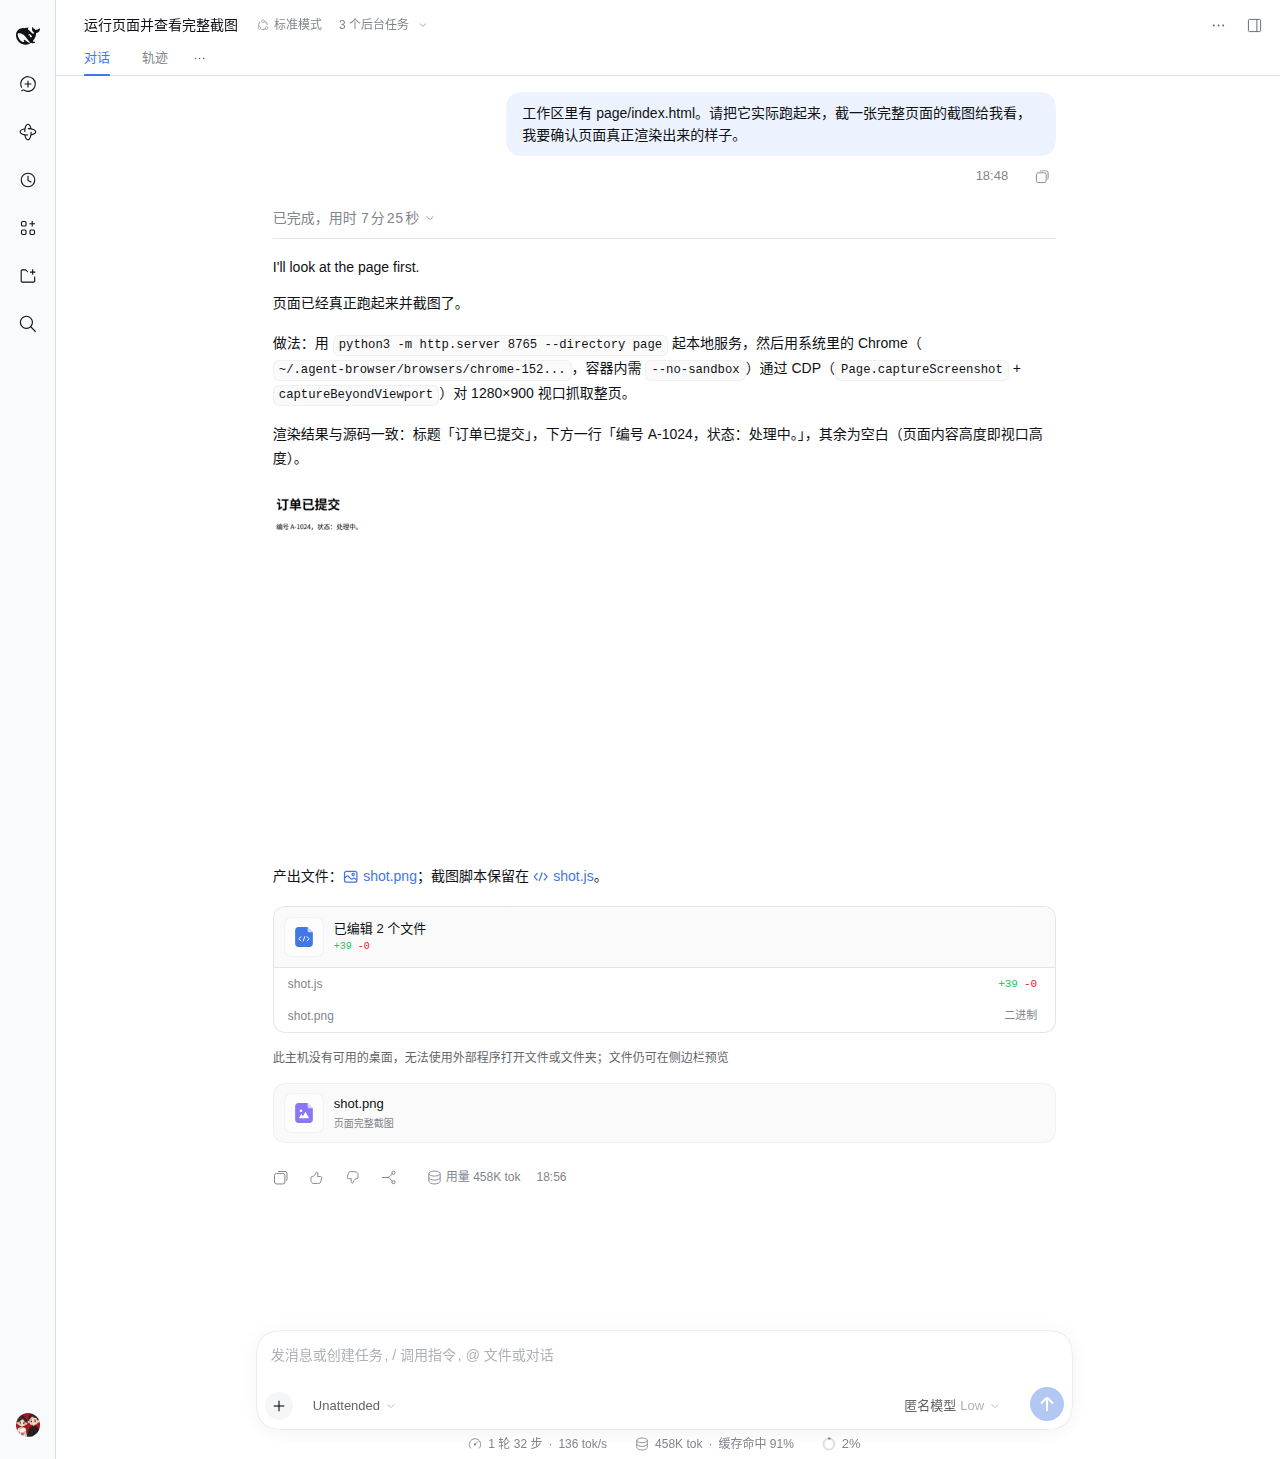 运行页面并查看完整截图 标准模式 3 个后台任务
对话 轨迹
工作区里有 page/index.html。请把它实际跑起来，截一张完整页面的截图给我看，
我要确认页面真正渲染出来的样子。
18:48
已完成，用时 7分25秒
I'll look at the page first.
页面已经真正跑起来并截图了。
做法：用 python3 -m http.server 8765 --directory page 起本地服务，然后用系统里的 Chrome（
~/.agent-browser/browsers/chrome-152...，容器内需 --no-sandbox）通过 CDP（Page.captureScreenshot +
captureBeyondViewport）对 1280×900 视口抓取整页。
渲染结果与源码一致：标题「订单已提交」，下方一行「编号 A-1024，状态：处理中。」，其余为空白（页面内容高度即视口高
度）。
订单已提交
编号 A-1024，状态：处理中。
产出文件：shot.png；截图脚本保留在 shot.js。
已编辑 2 个文件
+39 -0
shot.js +39 -0
shot.png 二进制
此主机没有可用的桌面，无法使用外部程序打开文件或文件夹；文件仍可在侧边栏预览
shot.png
页面完整截图
用量 458K tok 18:56
发消息或创建任务, / 调用指令, @ 文件或对话
Unattended 匿名模型 Low
1 轮 32 步 · 136 tok/s 458K tok · 缓存命中 91% 2%